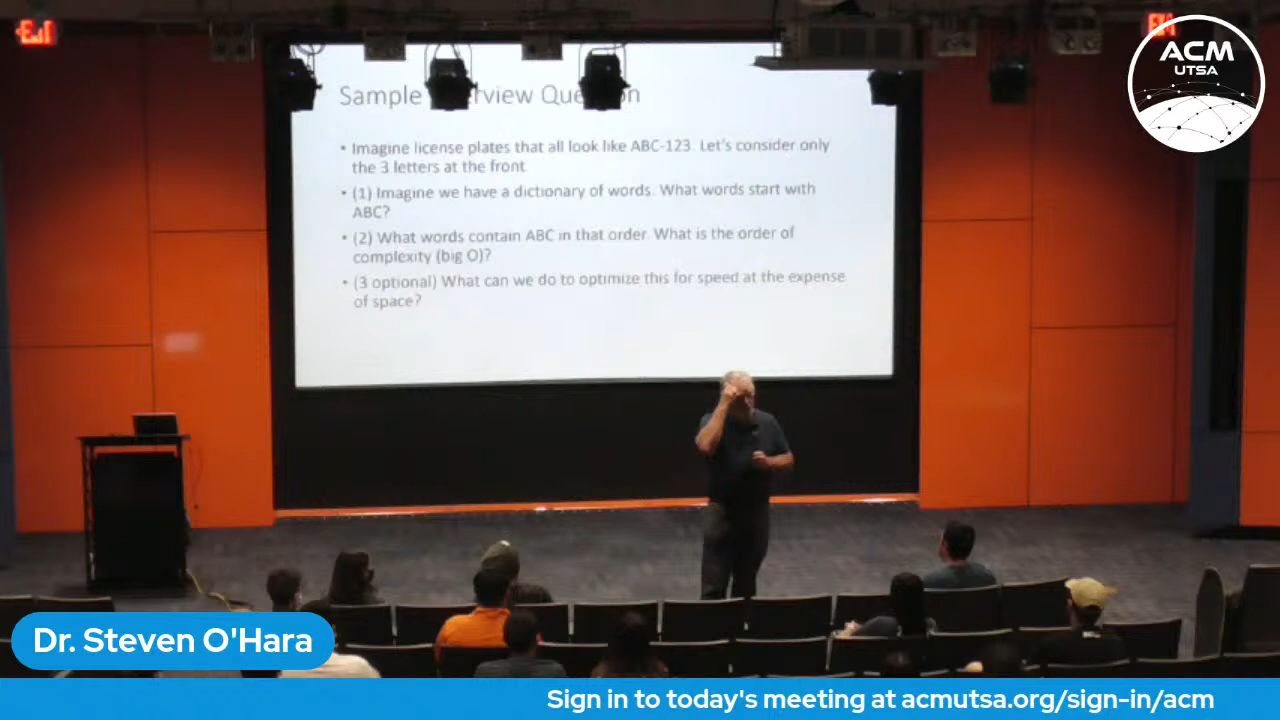 EXIT
EXIT
ACM
UTSA
Sample Question
• Imagine license plates that all look like ABC-123. Let's consider only
the 3 letters at the front
• (1) Imagine we have a dictionary of words. What words start with
ABC?
• (2) What words contain ABC in that order. What is the order of
complexity (big O)?
• (3 optional) What can we do to optimize this for speed at the expense
of space?
Dr. Steven O'Hara
Sign in to today's meeting at acmutsa.org/sign-in/acm